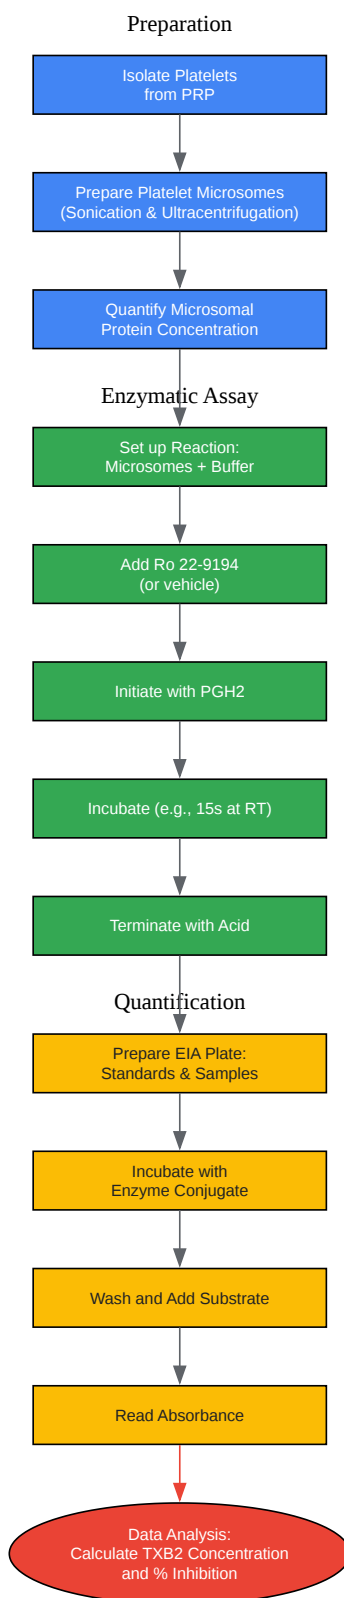 Preparation
Isolate Platelets
from PRP
Prepare Platelet Microsomes
(Sonication & Ultracentrifugation)
Quantify Microsomal
Protein Concentration
Enzymatic Assay
Set up Reaction:
Microsomes + Buffer
Add Ro 22-9194
(or vehicle)
Initiate with PGH2
Incubate (e.g., 15s at RT)
Terminate with Acid
Quantification
Prepare EIA Plate:
Standards & Samples
Incubate with
Enzyme Conjugate
Wash and Add Substrate
Read Absorbance
Data Analysis:
Calculate TXB2 Concentration
and % Inhibition